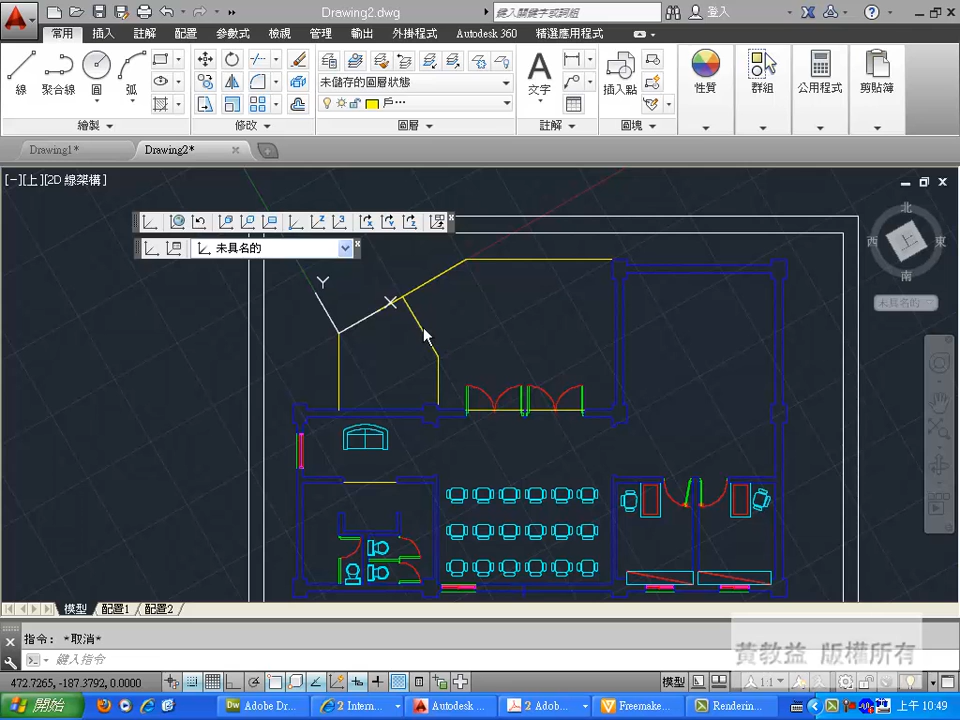 Drawing2.dwg
鍵入關鍵字或詞組
登入
常用 插入 註解 配置 參數式 檢視 管理 輸出 外掛程式 Autodesk 360 精選應用程式
線 聚合線 圓 弧
未儲存的圖層狀態
戶···
文字
插入點
性質
群組
公用程式
剪貼簿
繪製
修改
圖層
註解
圖塊
Drawing1*
Drawing2*
[−][上][2D 線架構]
北
西 上 東
南
未具名的
未具名的
Y
X
模型 配置1 配置2
指令: *取消*
鍵入指令
黃教益 版權所有
472.7265, -187.3792, 0.0000
模型
1:1
開始
Adobe Dr...
2 Intern...
Autodesk ...
2 Adob...
Freemake...
Renderin...
上午 10:49